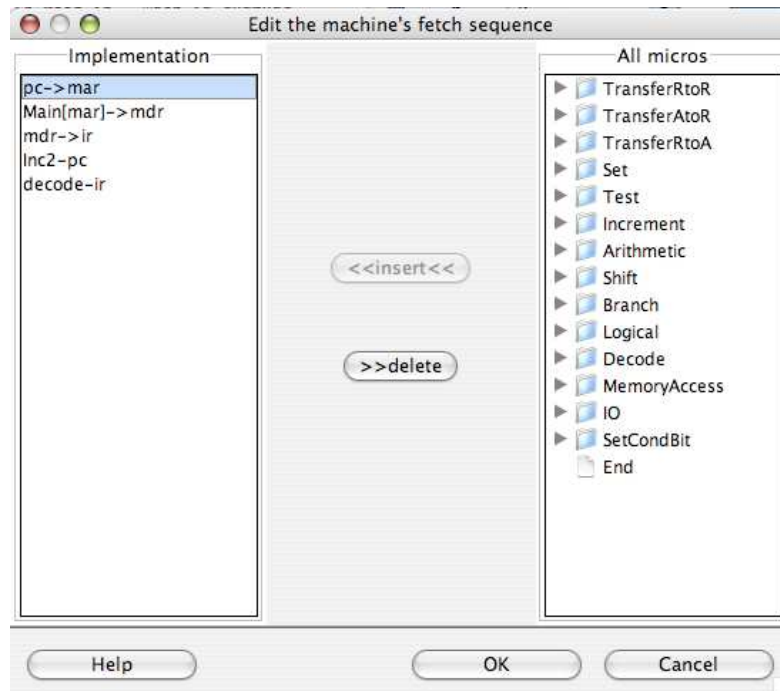 Edit the machine's fetch sequence
Implementation
pc->mar
Main[mar]->mdr
mdr->ir
Inc2-pc
decode-ir
<<insert<<
>>delete
All micros
TransferRtoR
TransferAtoR
TransferRtoA
Set
Test
Increment
Arithmetic
Shift
Branch
Logical
Decode
MemoryAccess
IO
SetCondBit
End
Help
OK
Cancel